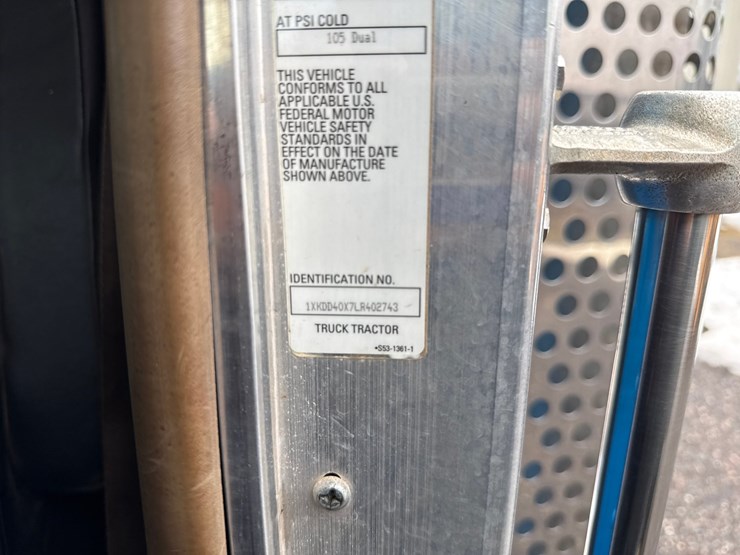 AT PSI COLD
105 Dual
THIS VEHICLE
CONFORMS TO ALL
APPLICABLE U.S.
FEDERAL MOTOR
VEHICLE SAFETY
STANDARDS IN
EFFECT ON THE DATE
OF MANUFACTURE
SHOWN ABOVE.
IDENTIFICATION NO.
1XKDD40X7LR402743
TRUCK TRACTOR
•S53-1361-1